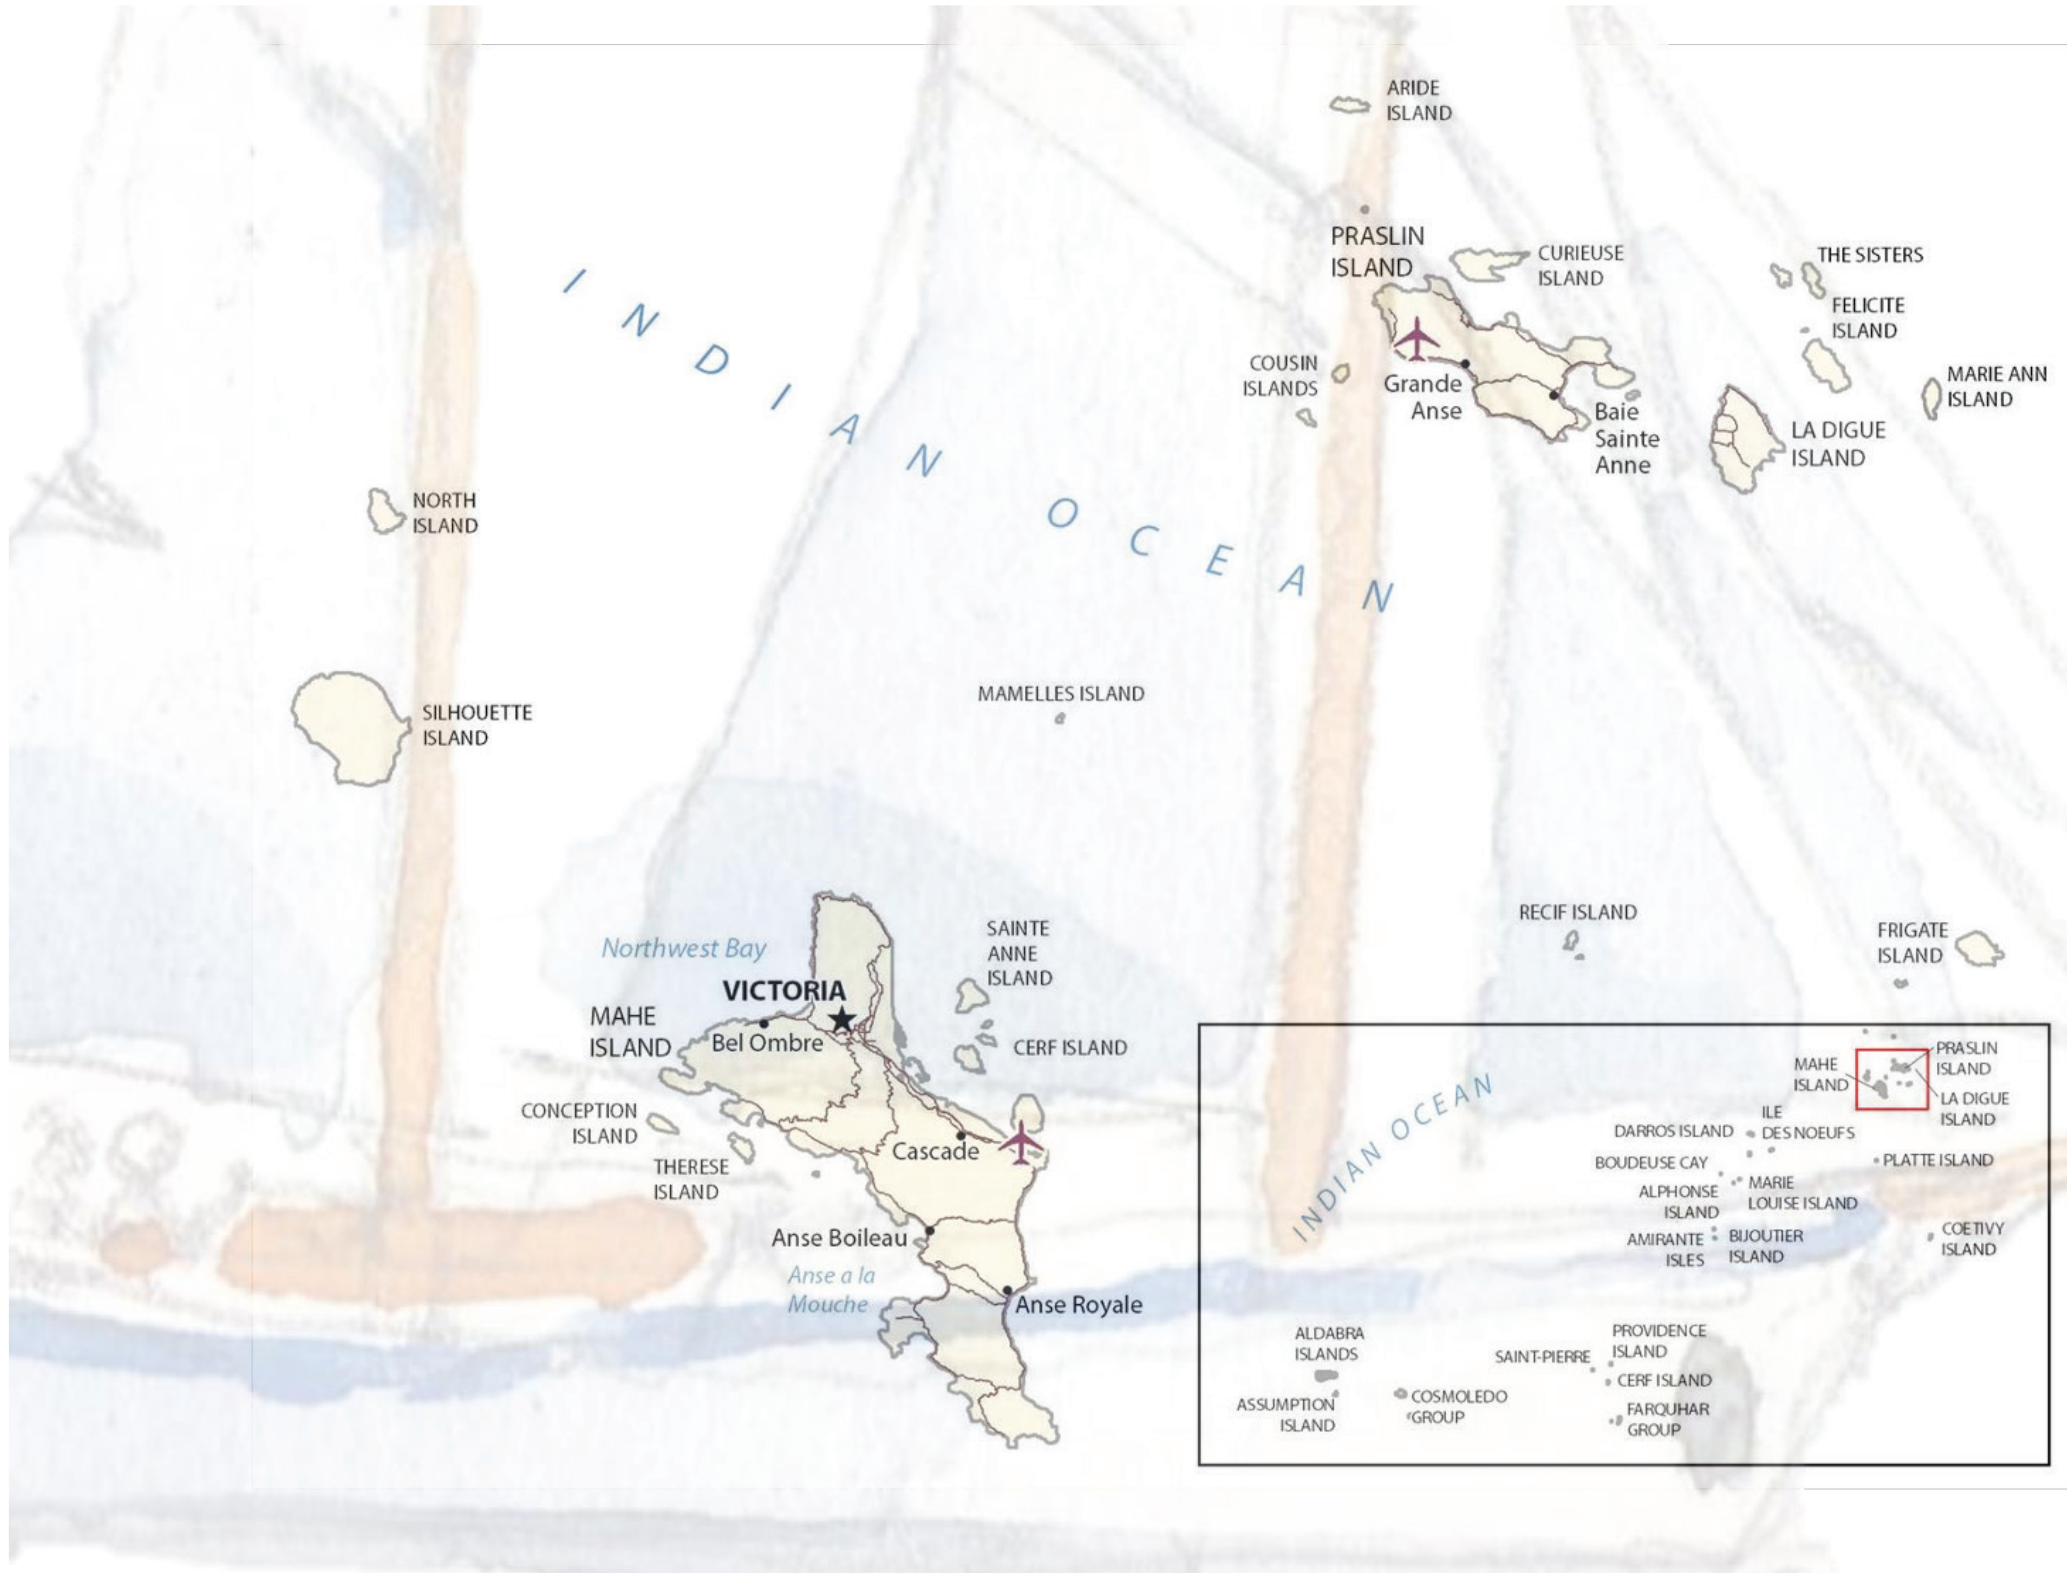 ARIDE
ISLAND
PRASLIN
ISLAND
CURIEUSE
ISLAND
THE SISTERS
FELICITE
ISLAND
INDIAN OCEAN
COUSIN
ISLANDS
Grande
Anse
Baie
Sainte
Anne
MARIE ANN
ISLAND
LA DIGUE
ISLAND
NORTH
ISLAND
SILHOUETTE
ISLAND
MAMELLES ISLAND
RECIF ISLAND
FRIGATE
ISLAND
Northwest Bay
SAINTE
ANNE
ISLAND
VICTORIA
MAHE
ISLAND
Bel Ombre
CERF ISLAND
CONCEPTION
ISLAND
THERESE
ISLAND
Cascade
Anse Boileau
Anse a la
Mouche
Anse Royale
INDIAN OCEAN
MAHE
ISLAND
PRASLIN
ISLAND
LA DIGUE
ISLAND
ILE
DES NOEUFS
DARROS ISLAND
BOUDEUSE CAY
PLATTE ISLAND
ALPHONSE
ISLAND
MARIE
LOUISE ISLAND
AMIRANTE
ISLES
BIJOUTIER
ISLAND
COETIVY
ISLAND
ALDABRA
ISLANDS
ASSUMPTION
ISLAND
COSMOLEDO
GROUP
SAINT-PIERRE
PROVIDENCE
ISLAND
CERF ISLAND
FARQUHAR
GROUP